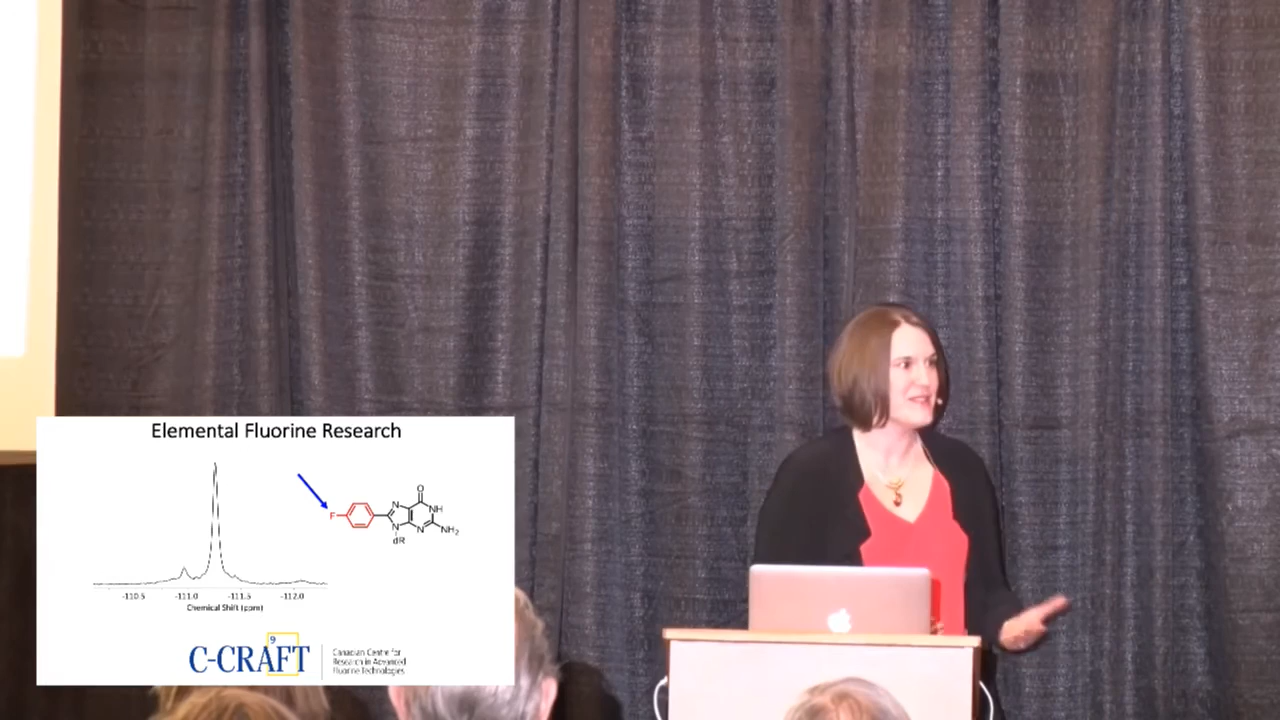 Elemental Fluorine Research
O
F
N
NH
N
N
NH2
dR
-110.5 -111.0 -111.5 -112.0
Chemical Shift (ppm)
9
C-CRAFT
Canadian Centre for
Research in Advanced
Fluorine Technologies